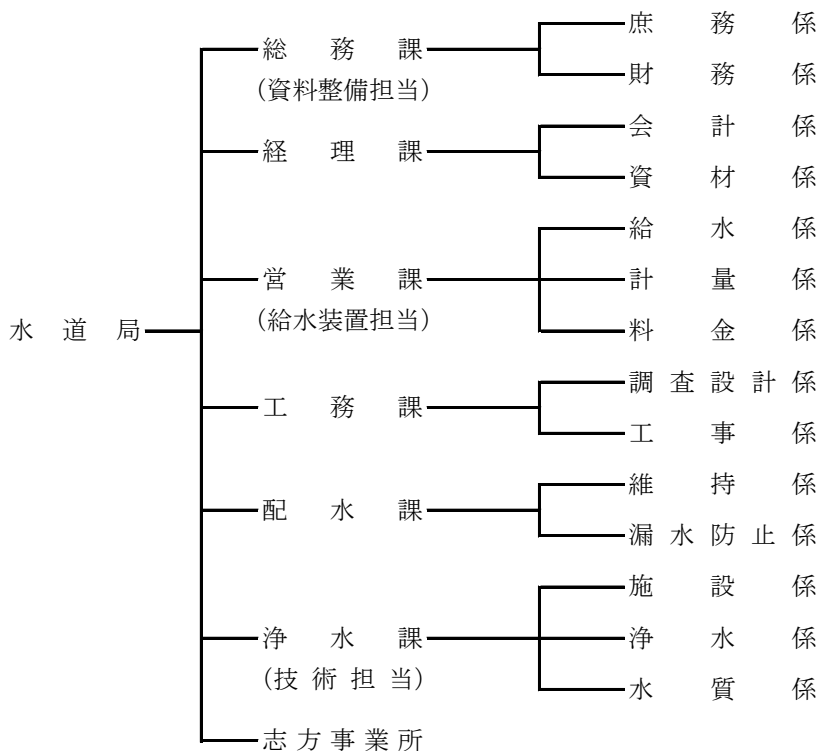 水道局
総務課
(資料整備担当)
庶務係
財務係
経理課
会計係
資材係
営業課
(給水装置担当)
給水係
計量係
料金係
工務課
調査設計係
工事係
配水課
維持係
漏水防止係
浄水課
(技術担当)
施設係
浄水係
水質係
志方事業所